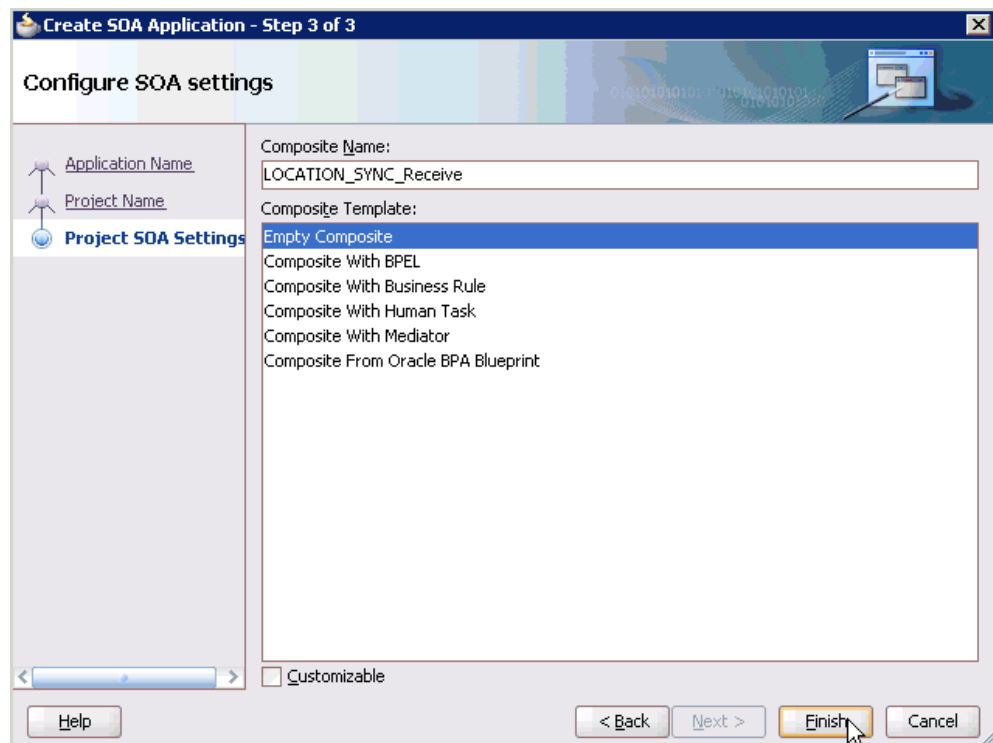 Create SOA Application - Step 3 of 3
Configure SOA settings
Application Name
Project Name
Project SOA Settings
Composite Name:
LOCATION_SYNC_Receive
Composite Template:
Empty Composite
Composite With BPEL
Composite With Business Rule
Composite With Human Task
Composite With Mediator
Composite From Oracle BPA Blueprint
Customizable
Help
< Back
Next >
Finish
Cancel